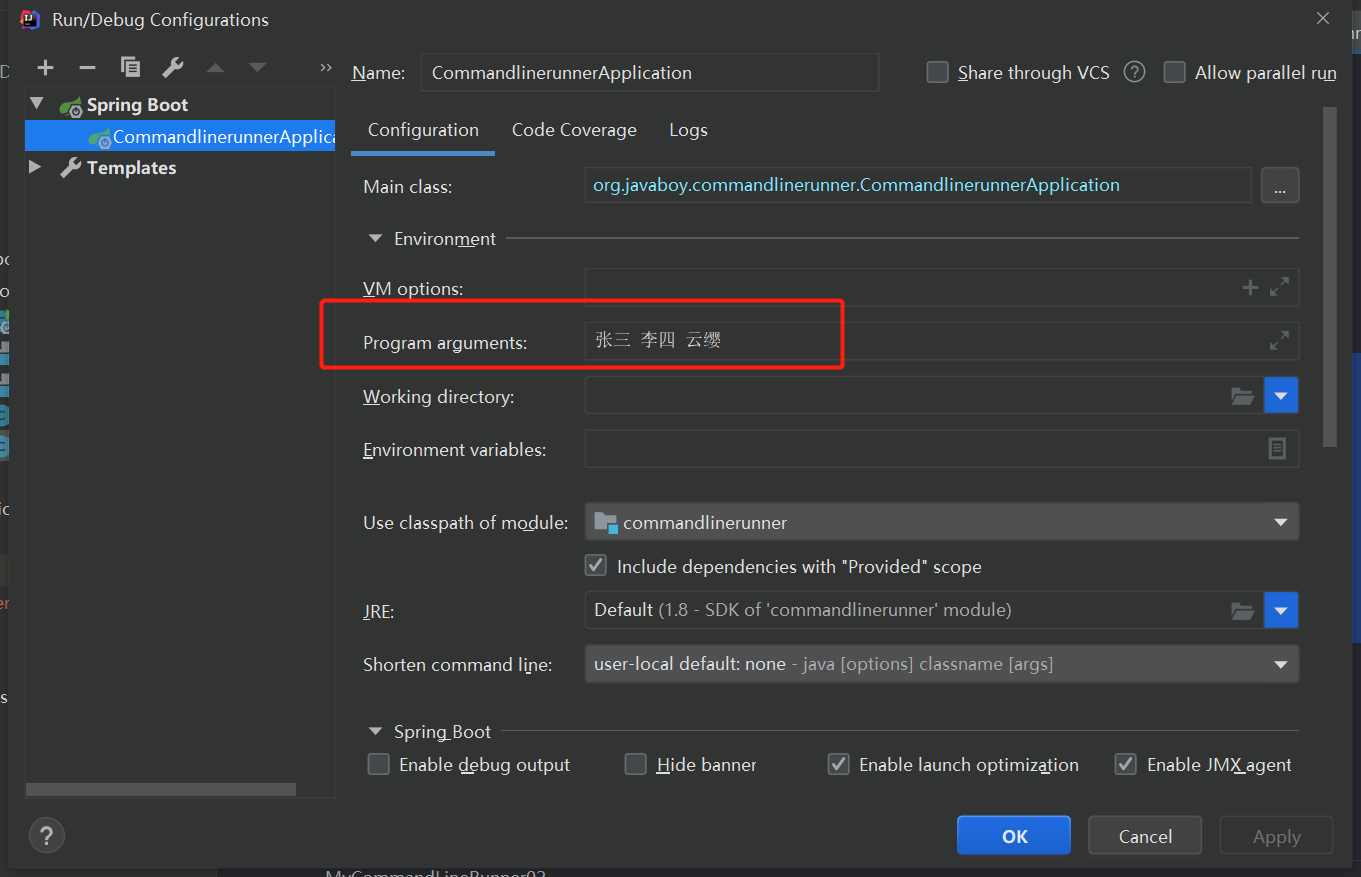 Run/Debug Configurations
Name: CommandlinerunnerApplication Share through VCS ? Allow parallel run
Spring Boot
CommandlinerunnerApplica
Templates
Configuration Code Coverage Logs
Main class: org.javaboy.commandlinerunner.CommandlinerunnerApplication ...
Environment
VM options:
Program arguments: 张三 李四 云缨
Working directory:
Environment variables:
Use classpath of module: commandlinerunner
Include dependencies with "Provided" scope
JRE: Default (1.8 - SDK of 'commandlinerunner' module)
Shorten command line: user-local default: none - java [options] classname [args]
Spring Boot
Enable debug output Hide banner Enable launch optimization Enable JMX agent
? OK Cancel Apply
MyCommandLineRunner02